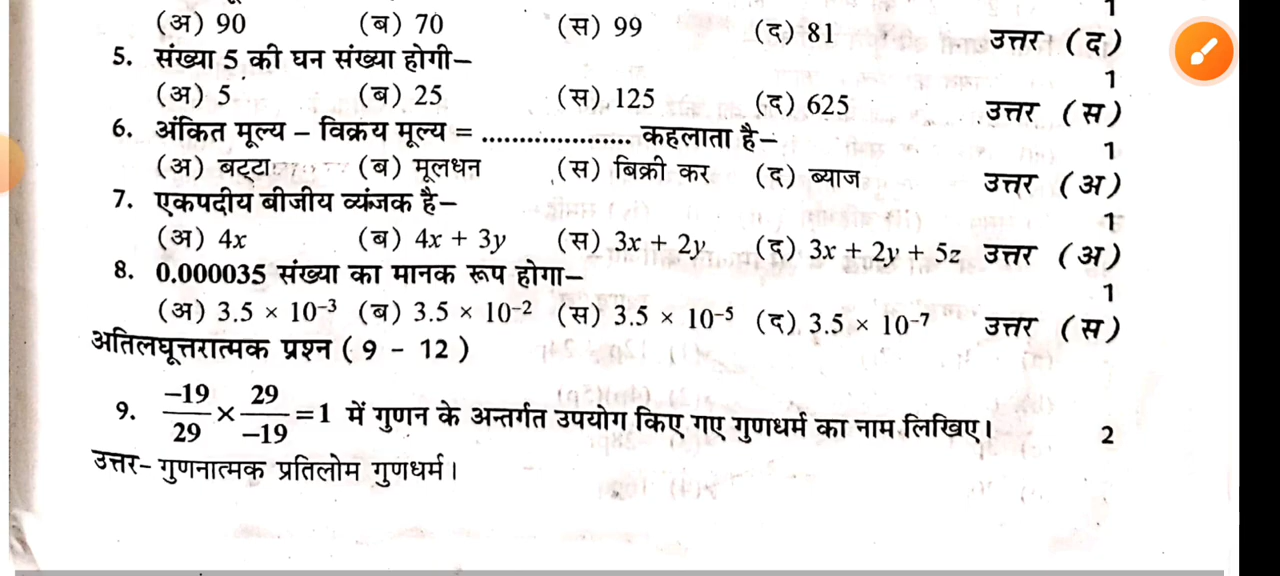 1
(अ) 90 (ब) 70 (स) 99 (द) 81 उत्तर (द)
5. संख्या 5 की घन संख्या होगी– 1
(अ) 5 (ब) 25 (स) 125 (द) 625 उत्तर (स)
6. अंकित मूल्य – विक्रय मूल्य = ..................... कहलाता है– 1
(अ) बट्टा (ब) मूलधन (स) बिक्री कर (द) ब्याज उत्तर (अ)
7. एकपदीय बीजीय व्यंजक है– 1
(अ) 4x (ब) 4x + 3y (स) 3x + 2y (द) 3x + 2y + 5z उत्तर (अ)
8. 0.000035 संख्या का मानक रूप होगा– 1
(अ) 3.5 × 10⁻³ (ब) 3.5 × 10⁻² (स) 3.5 × 10⁻⁵ (द) 3.5 × 10⁻⁷ उत्तर (स)
अतिलघूत्तरात्मक प्रश्न ( 9 - 12 )
9. −19/29 × 29/−19 = 1 में गुणन के अन्तर्गत उपयोग किए गए गुणधर्म का नाम लिखिए। 2
उत्तर– गुणनात्मक प्रतिलोम गुणधर्म।